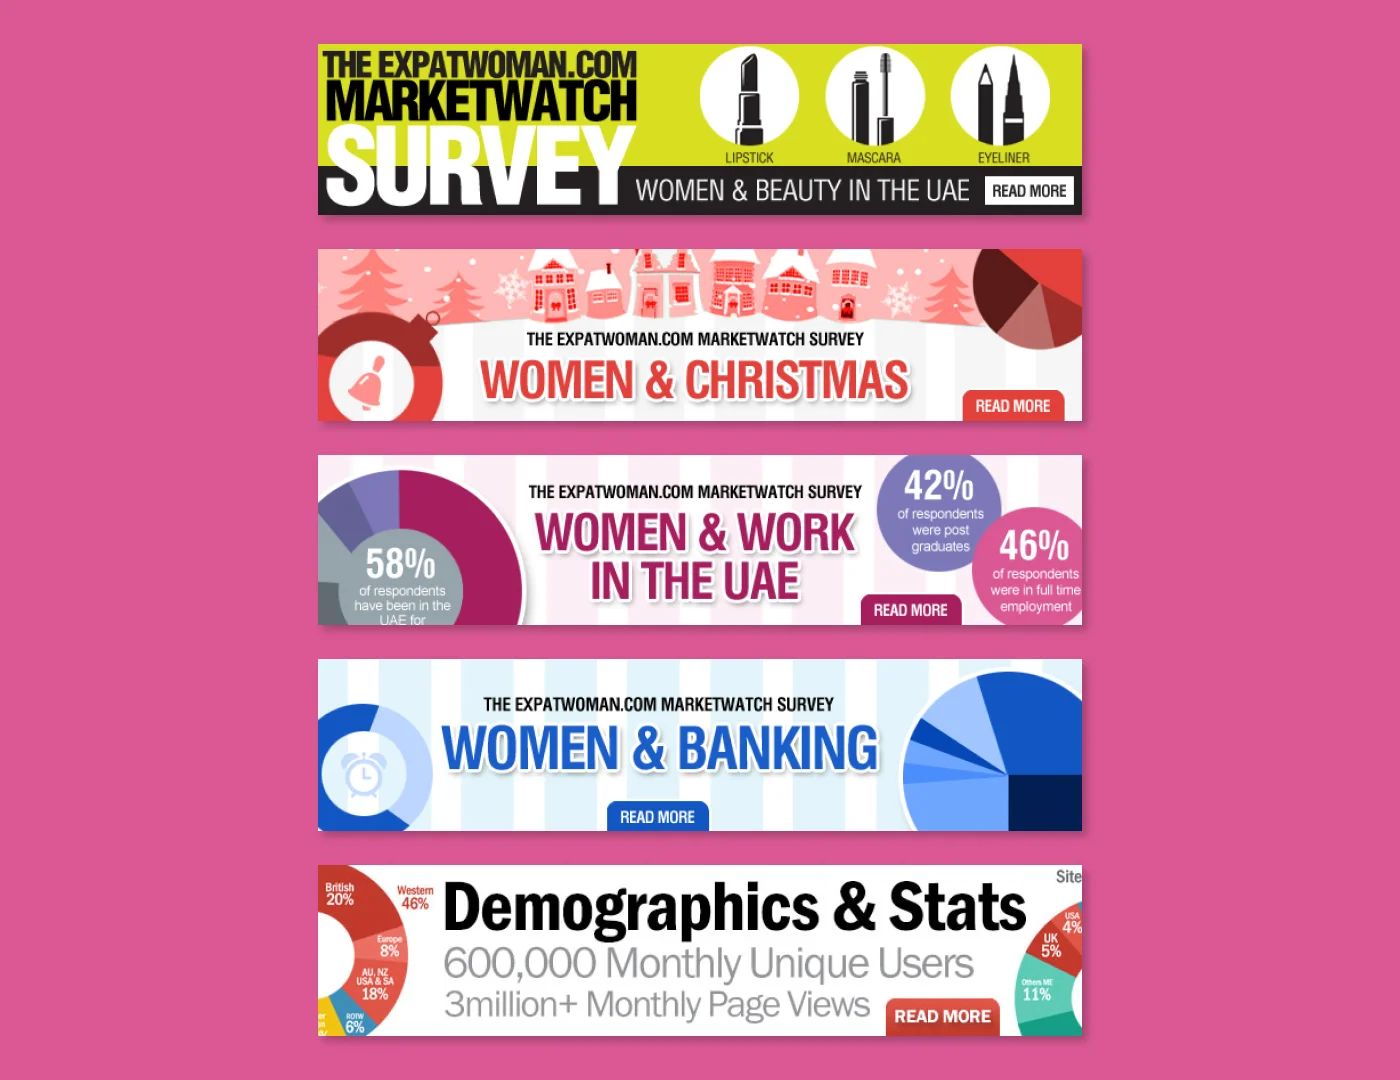 THE EXPATWOMAN.COM
MARKETWATCH
SURVEY
LIPSTICK
MASCARA
EYELINER
WOMEN & BEAUTY IN THE UAE
READ MORE
THE EXPATWOMAN.COM MARKETWATCH SURVEY
WOMEN & CHRISTMAS
READ MORE
58%
of respondents
have been in the
UAE for
THE EXPATWOMAN.COM MARKETWATCH SURVEY
WOMEN & WORK
IN THE UAE
READ MORE
42%
of respondents
were post
graduates
46%
of respondents
were in full time
employment
THE EXPATWOMAN.COM MARKETWATCH SURVEY
WOMEN & BANKING
READ MORE
British
20%
Western
46%
Europe
8%
AU, NZ
USA & SA
18%
ROTW
6%
Demographics & Stats
600,000 Monthly Unique Users
3million+ Monthly Page Views
READ MORE
Site
USA
4%
UK
5%
Others ME
11%